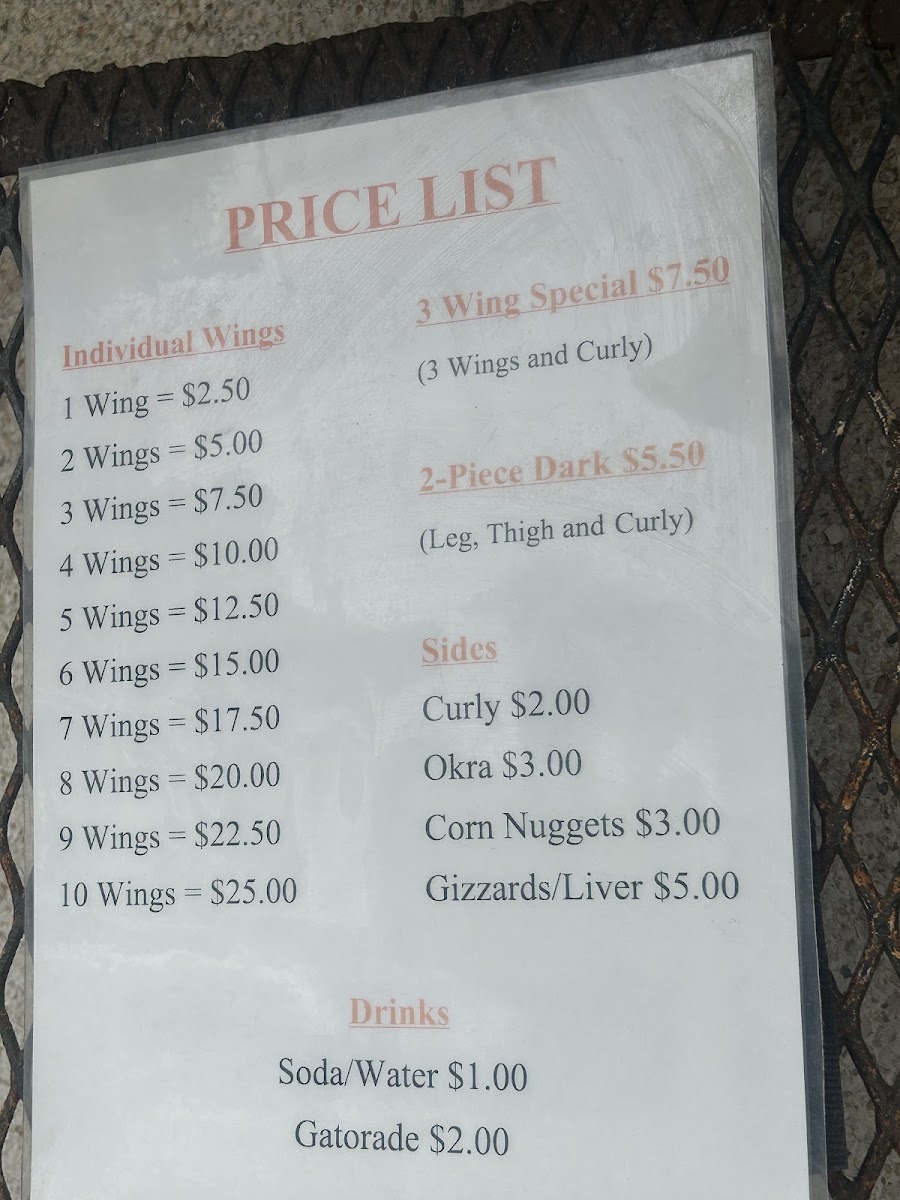 PRICE LIST
Individual Wings
1 Wing = $2.50
2 Wings = $5.00
3 Wings = $7.50
4 Wings = $10.00
5 Wings = $12.50
6 Wings = $15.00
7 Wings = $17.50
8 Wings = $20.00
9 Wings = $22.50
10 Wings = $25.00
3 Wing Special $7.50
(3 Wings and Curly)
2-Piece Dark $5.50
(Leg, Thigh and Curly)
Sides
Curly $2.00
Okra $3.00
Corn Nuggets $3.00
Gizzards/Liver $5.00
Drinks
Soda/Water $1.00
Gatorade $2.00